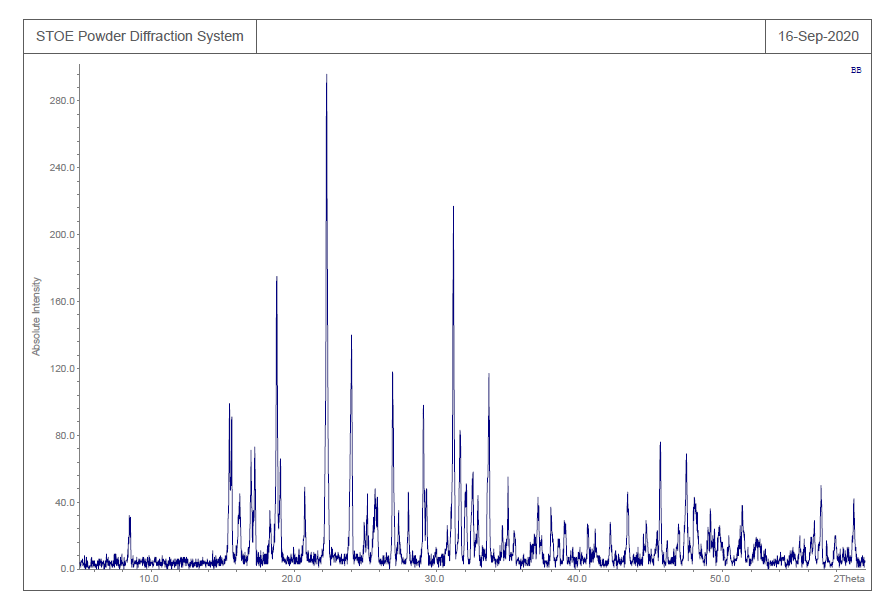 STOE Powder Diffraction System
16-Sep-2020
BB
280.0
240.0
200.0
160.0
120.0
80.0
40.0
0.0
Absolute Intensity
10.0 20.0 30.0 40.0 50.0 2Theta